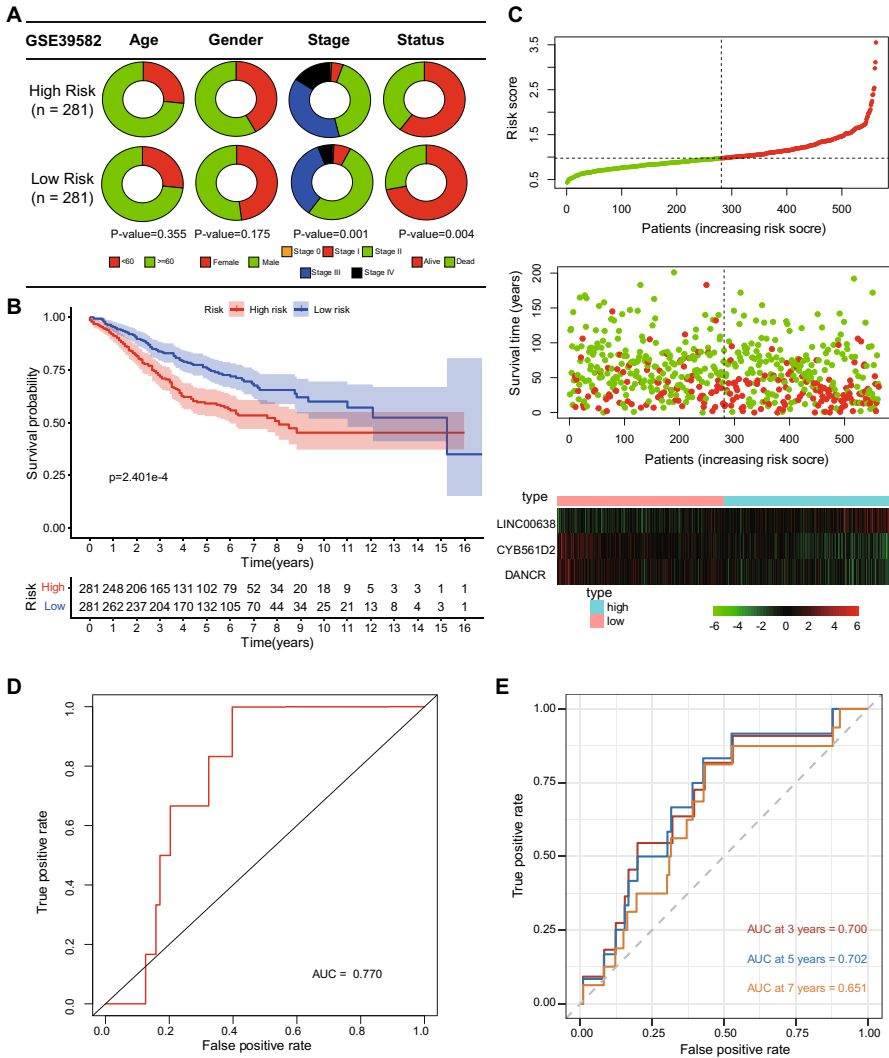 A
GSE39582 Age Gender Stage Status
High Risk
(n = 281)
Low Risk
(n = 281)
P-value=0.355 P-value=0.175 P-value=0.001 P-value=0.004
<60 >=60 Female Male Stage 0 Stage I Stage II Alive Dead
Stage III Stage IV
B
Risk High risk Low risk
Survival probability
1.00
0.75
0.50
0.25
0.00
p=2.401e-4
0 1 2 3 4 5 6 7 8 9 10 11 12 13 14 15 16
Time(years)
Risk
High 281 248 206 165 131 102 79 52 34 20 18 9 5 3 3 1 1
Low 281 262 237 204 170 132 105 70 44 34 25 21 13 8 4 3 1
0 1 2 3 4 5 6 7 8 9 10 11 12 13 14 15 16
Time(years)
C
Risk score
3.5
2.5
1.5
0.5
0 100 200 300 400 500
Patients (increasing risk socre)
Survival time (years)
200
150
100
50
0
0 100 200 300 400 500
Patients (increasing risk socre)
type
LINC00638
CYB561D2
DANCR
type
high
low
-6 -4 -2 0 2 4 6
D
True positive rate
1.0
0.8
0.6
0.4
0.2
0.0
AUC = 0.770
0.0 0.2 0.4 0.6 0.8 1.0
False positive rate
E
True positive rate
1.00
0.75
0.50
0.25
0.00
AUC at 3 years = 0.700
AUC at 5 years = 0.702
AUC at 7 years = 0.651
0.00 0.25 0.50 0.75 1.00
False positive rate